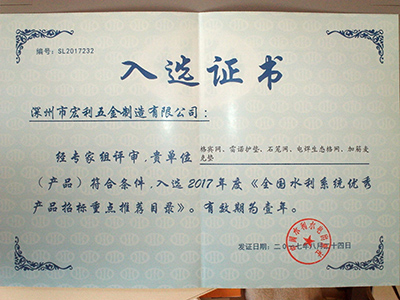 编号：SL2017232
入选证书
深州市宏利五金制造有限公司：
经专家组评审，贵单位 格宾网、雷诺护垫、石笼网、电焊生态格网、加筋麦克垫
（产品）符合条件，入选2017年度《全国水利系统优秀
产品招标重点推荐目录》。有效期为壹年。
发证日期：二〇一七年八月二十四日